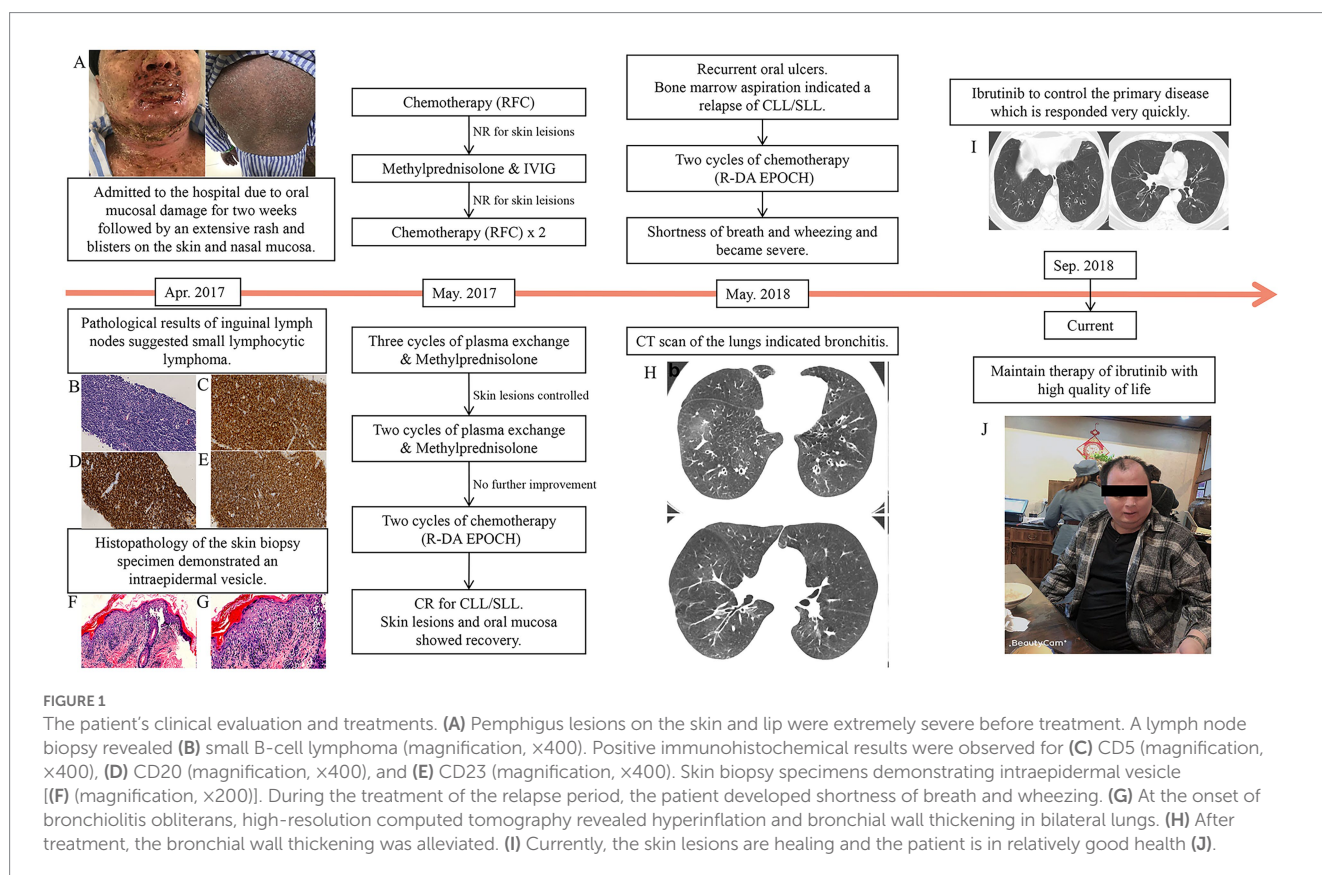 A
Admitted to the hospital due to oral
mucosal damage for two weeks
followed by an extensive rash and
blisters on the skin and nasal mucosa.
Chemotherapy (RFC)
NR for skin leisions
Methylprednisolone & IVIG
NR for skin leisions
Chemotherapy (RFC) x 2
Recurrent oral ulcers.
Bone marrow aspiration indicated a
relapse of CLL/SLL.
Two cycles of chemotherapy
(R-DA EPOCH)
Shortness of breath and wheezing and
became severe.
Ibrutinib to control the primary disease
which is responded very quickly.
I
Apr. 2017
May. 2017
May. 2018
Sep. 2018
Current
Pathological results of inguinal lymph
nodes suggested small lymphocytic
lymphoma.
B
C
D
E
Histopathology of the skin biopsy
specimen demonstrated an
intraepidermal vesicle.
F
G
Three cycles of plasma exchange
& Methylprednisolone
Skin lesions controlled
Two cycles of plasma exchange
& Methylprednisolone
No further improvement
Two cycles of chemotherapy
(R-DA EPOCH)
CR for CLL/SLL.
Skin lesions and oral mucosa
showed recovery.
CT scan of the lungs indicated bronchitis.
H
b
Maintain therapy of ibrutinib with
high quality of life
J
BeautyCam
FIGURE 1
The patient's clinical evaluation and treatments. (A) Pemphigus lesions on the skin and lip were extremely severe before treatment. A lymph node
biopsy revealed (B) small B-cell lymphoma (magnification, ×400). Positive immunohistochemical results were observed for (C) CD5 (magnification,
×400), (D) CD20 (magnification, ×400), and (E) CD23 (magnification, ×400). Skin biopsy specimens demonstrating intraepidermal vesicle
[(F) (magnification, ×200)]. During the treatment of the relapse period, the patient developed shortness of breath and wheezing. (G) At the onset of
bronchiolitis obliterans, high-resolution computed tomography revealed hyperinflation and bronchial wall thickening in bilateral lungs. (H) After
treatment, the bronchial wall thickening was alleviated. (I) Currently, the skin lesions are healing and the patient is in relatively good health (J).